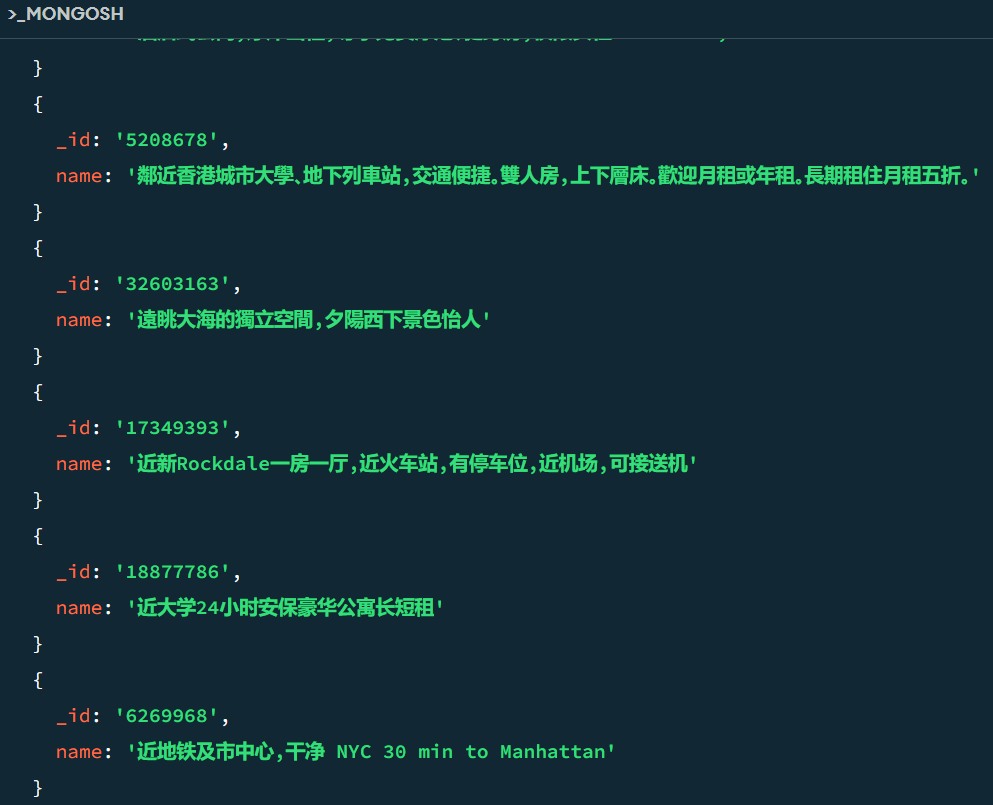 >_MONGOSH
}
{
_id: '5208678',
name: '鄰近香港城市大學、地下列車站,交通便捷。雙人房,上下層床。歡迎月租或年租。長期租住月租五折。'
}
{
_id: '32603163',
name: '遠眺大海的獨立空間,夕陽西下景色怡人'
}
{
_id: '17349393',
name: '近新Rockdale一房一厅,近火车站,有停车位,近机场,可接送机'
}
{
_id: '18877786',
name: '近大学24小时安保豪华公寓长短租'
}
{
_id: '6269968',
name: '近地铁及市中心,干净 NYC 30 min to Manhattan'
}